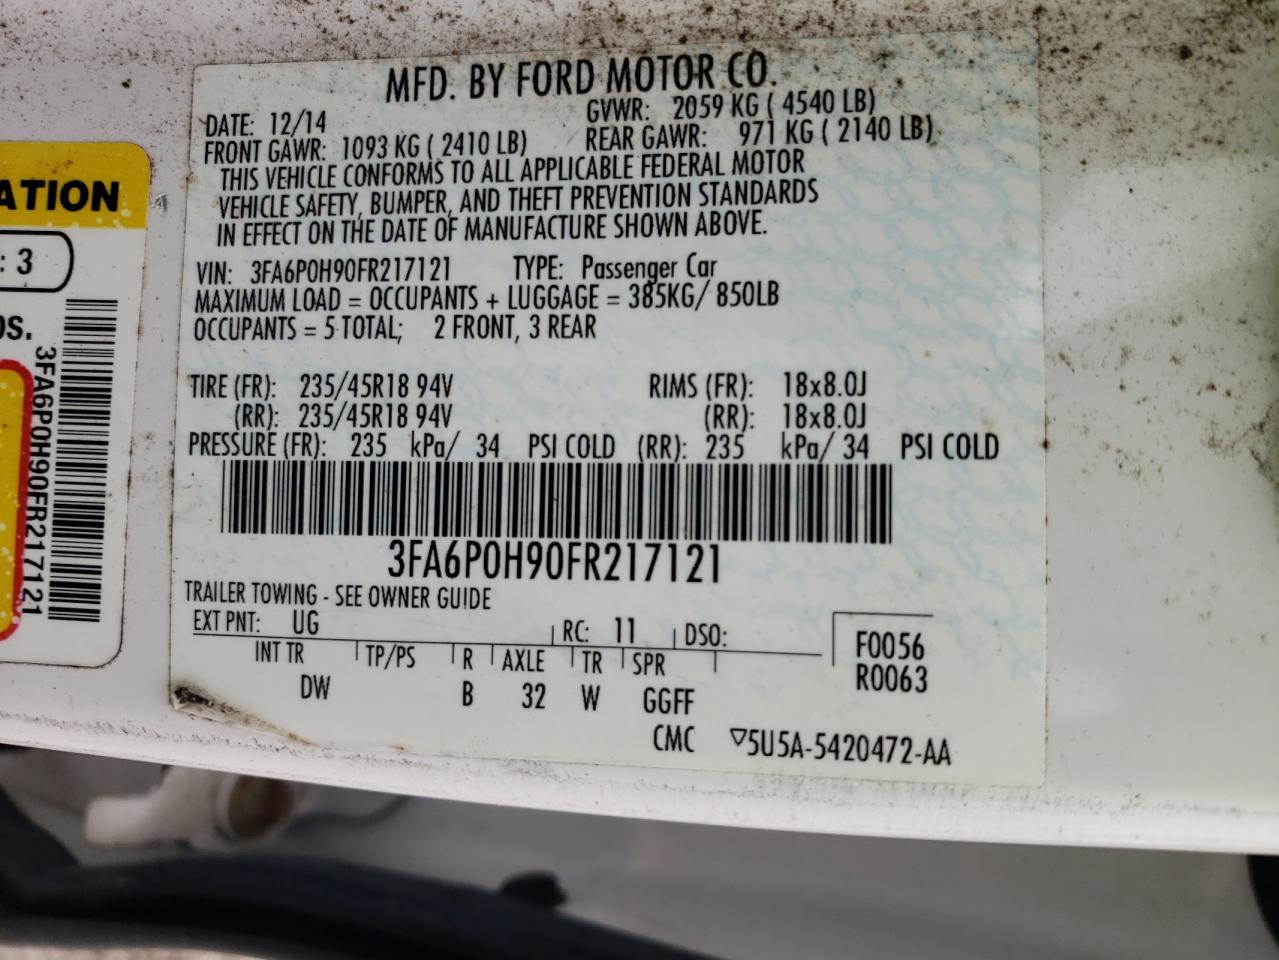 MFD. BY FORD MOTOR CO.
DATE: 12/14 GVWR: 2059 KG ( 4540 LB)
FRONT GAWR: 1093 KG ( 2410 LB) REAR GAWR: 971 KG ( 2140 LB)
THIS VEHICLE CONFORMS TO ALL APPLICABLE FEDERAL MOTOR
VEHICLE SAFETY, BUMPER, AND THEFT PREVENTION STANDARDS
IN EFFECT ON THE DATE OF MANUFACTURE SHOWN ABOVE.
VIN: 3FA6P0H90FR217121 TYPE: Passenger Car
MAXIMUM LOAD = OCCUPANTS + LUGGAGE = 385KG/ 850LB
OCCUPANTS = 5 TOTAL; 2 FRONT, 3 REAR
TIRE (FR): 235/45R18 94V RIMS (FR): 18x8.0J
(RR): 235/45R18 94V (RR): 18x8.0J
PRESSURE (FR): 235 kPa/ 34 PSI COLD (RR): 235 kPa/ 34 PSI COLD
3FA6P0H90FR217121
TRAILER TOWING - SEE OWNER GUIDE
EXT PNT: UG RC: 11 DSO: F0056
INT TR TP/PS R AXLE TR SPR R0063
DW B 32 W GGFF
CMC ▽5U5A-5420472-AA
ATION
: 3
OS.
3FA6P0H90FR217121